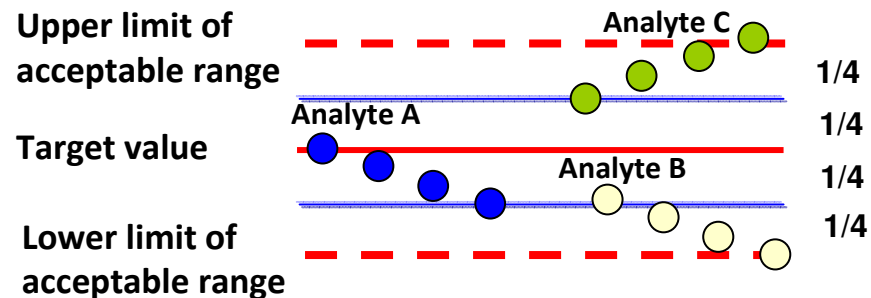 Upper limit of
acceptable range
Analyte C
1/4
Analyte A
1/4
Target value
Analyte B
1/4
Lower limit of
acceptable range
1/4